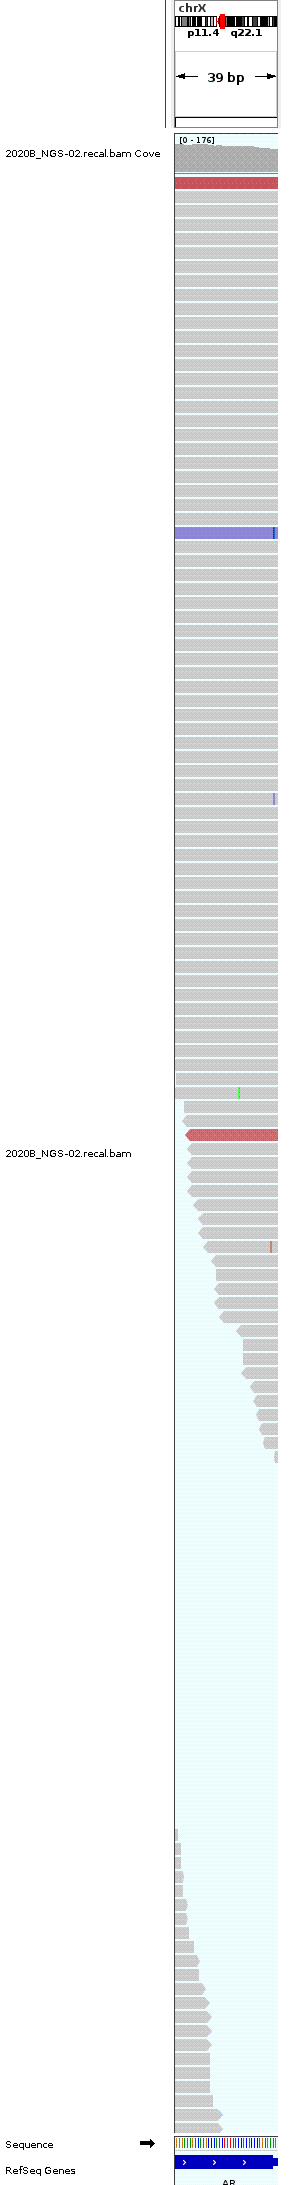 chrX
p11.4 q22.1
39 bp
[0 - 176]
2020B_NGS-02.recal.bam Cove
2020B_NGS-02.recal.bam
Sequence
RefSeq Genes
AR